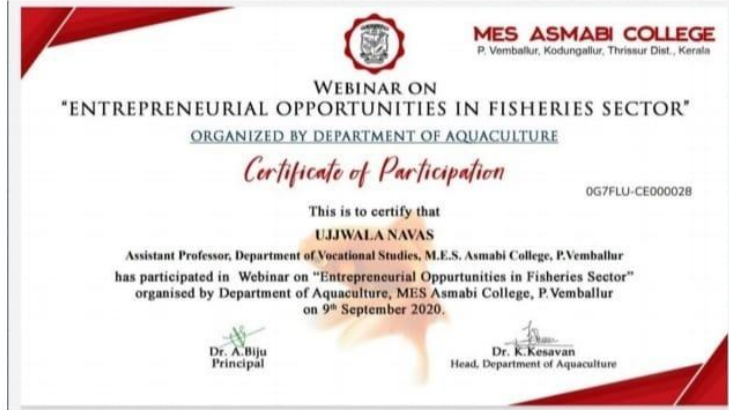 MES ASMABI COLLEGE
P. Vemballur, Kodungallur, Thrissur Dist., Kerala
WEBINAR ON
"ENTREPRENEURIAL OPPORTUNITIES IN FISHERIES SECTOR"
ORGANIZED BY DEPARTMENT OF AQUACULTURE
Certificate of Participation
0G7FLU-CE000028
This is to certify that
UJJWALA NAVAS
Assistant Professor, Department of Vocational Studies, M.E.S. Asmabi College, P.Vemballur
has participated in Webinar on "Entrepreneurial Oppurtunities in Fisheries Sector"
organised by Department of Aquaculture, MES Asmabi College, P.Vemballur
on 9th September 2020.
Dr. A.Biju
Principal
Dr. K.Kesavan
Head, Department of Aquaculture